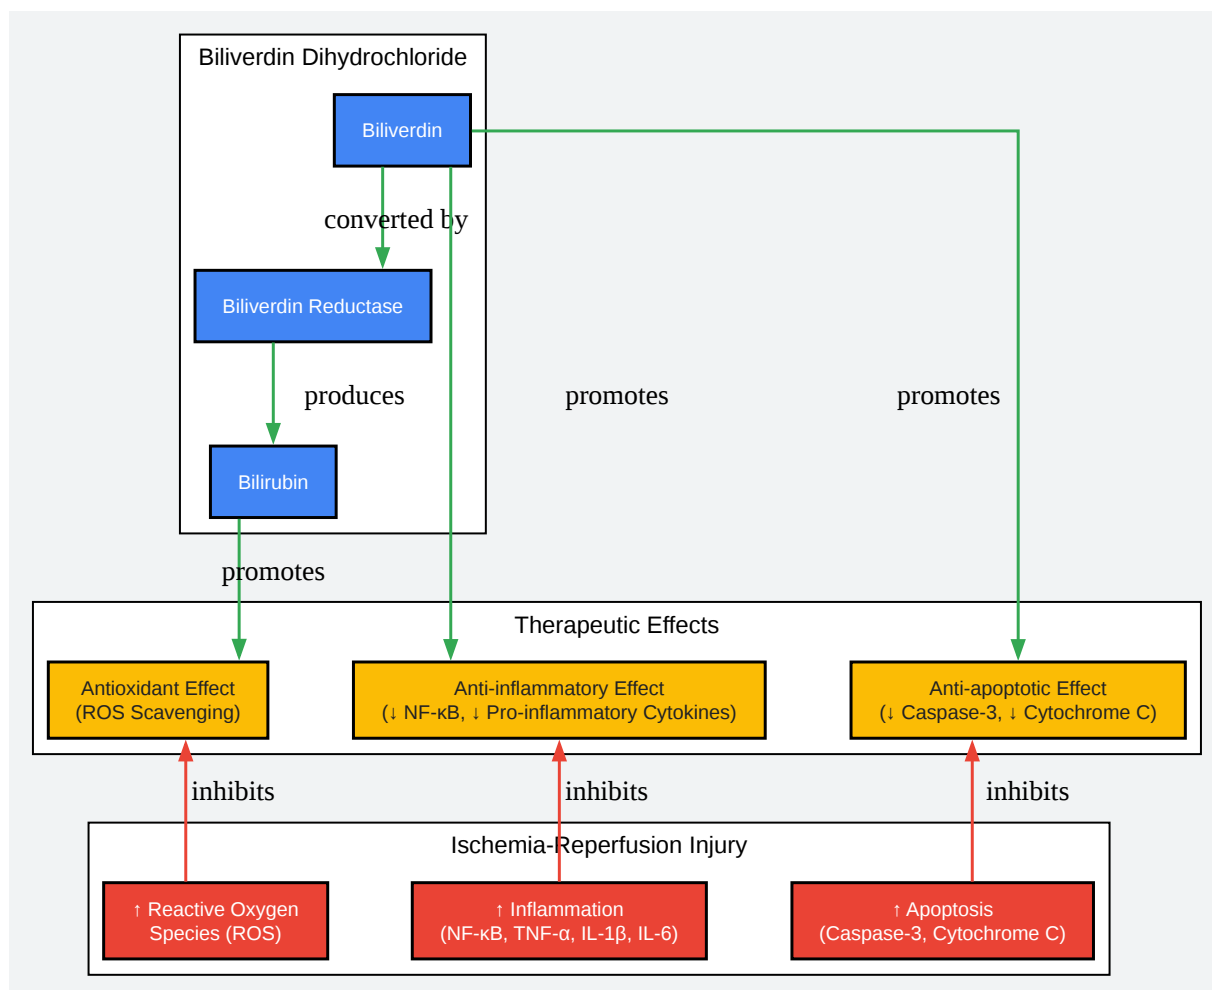 Biliverdin Dihydrochloride
Biliverdin
converted by
Biliverdin Reductase
produces
promotes
promotes
Bilirubin
promotes
Therapeutic Effects
Antioxidant Effect
(ROS Scavenging)
Anti-inflammatory Effect
(↓ NF-κB, ↓ Pro-inflammatory Cytokines)
Anti-apoptotic Effect
(↓ Caspase-3, ↓ Cytochrome C)
inhibits
inhibits
inhibits
Ischemia-Reperfusion Injury
↑ Reactive Oxygen
Species (ROS)
↑ Inflammation
(NF-κB, TNF-α, IL-1β, IL-6)
↑ Apoptosis
(Caspase-3, Cytochrome C)